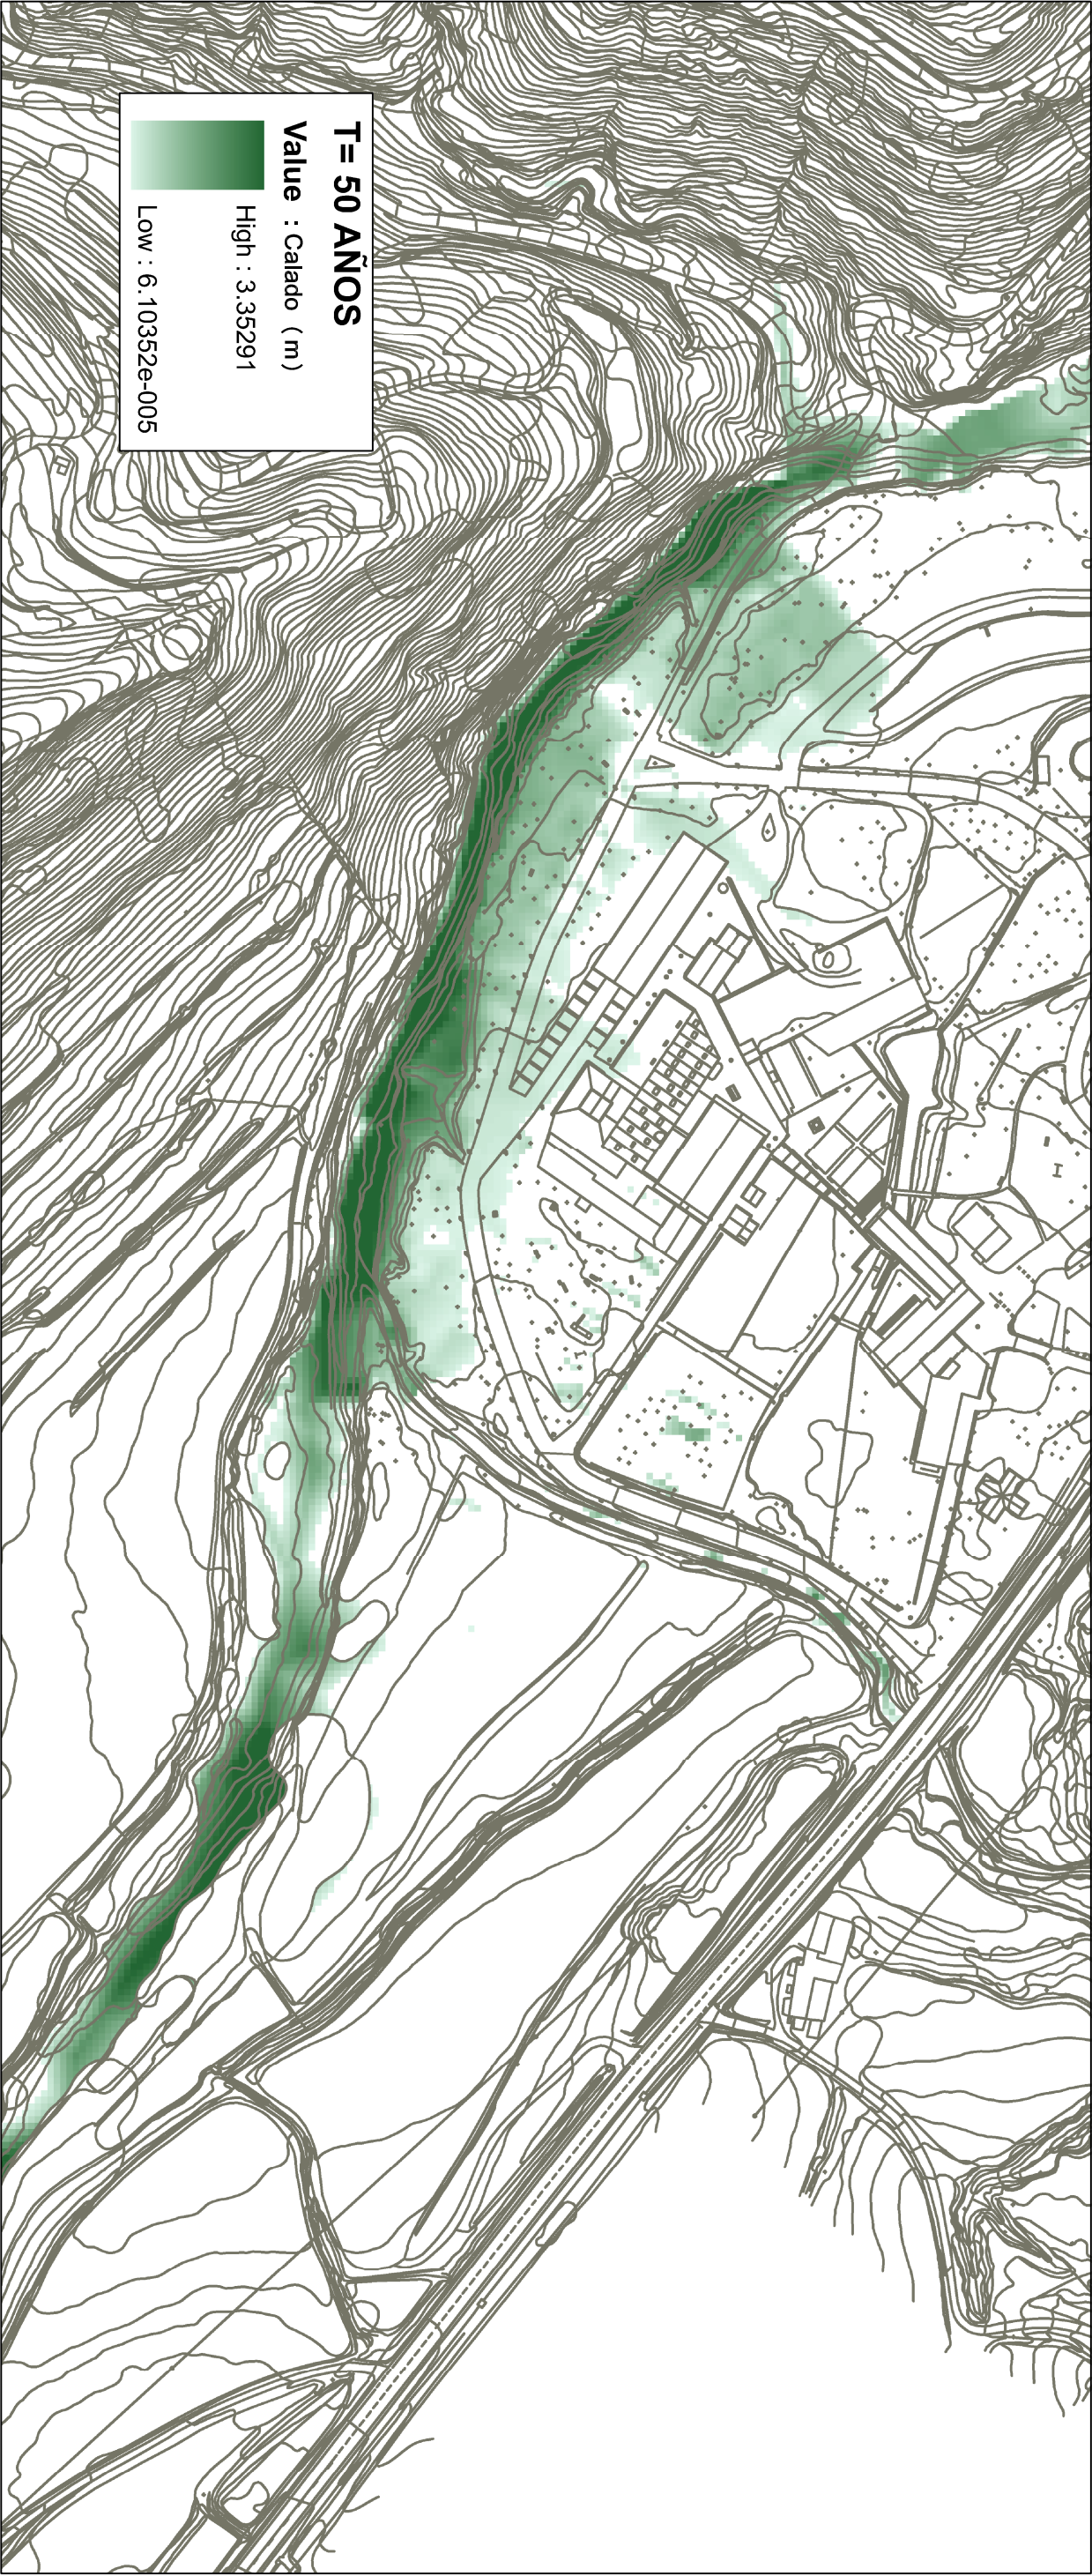 T= 50 AÑOS
Value : Calado ( m )
High : 3.35291
Low : 6.10352e-005